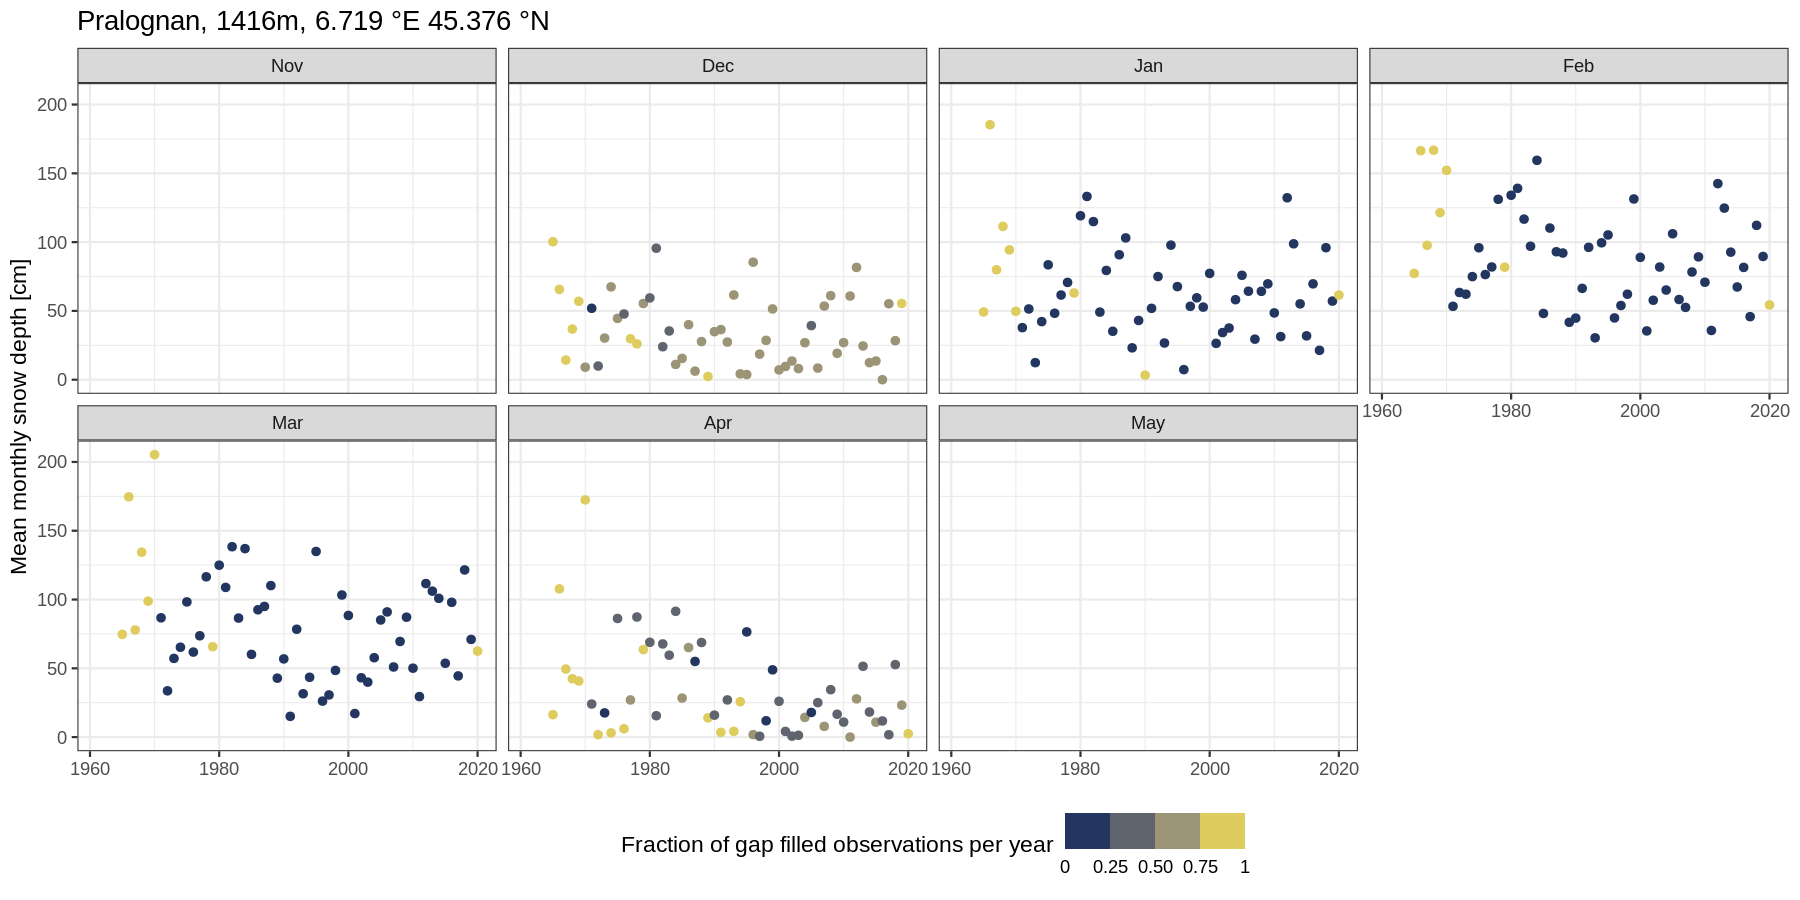 Pralognan, 1416m, 6.719 °E 45.376 °N
Nov
Dec
Jan
Feb
200
150
100
50
0
Mean monthly snow depth [cm]
1960 1980 2000 2020
Mar
Apr
May
200
150
100
50
0
1960 1980 2000 2020
1960 1980 2000 2020
1960 1980 2000 2020
Fraction of gap filled observations per year
0 0.25 0.50 0.75 1